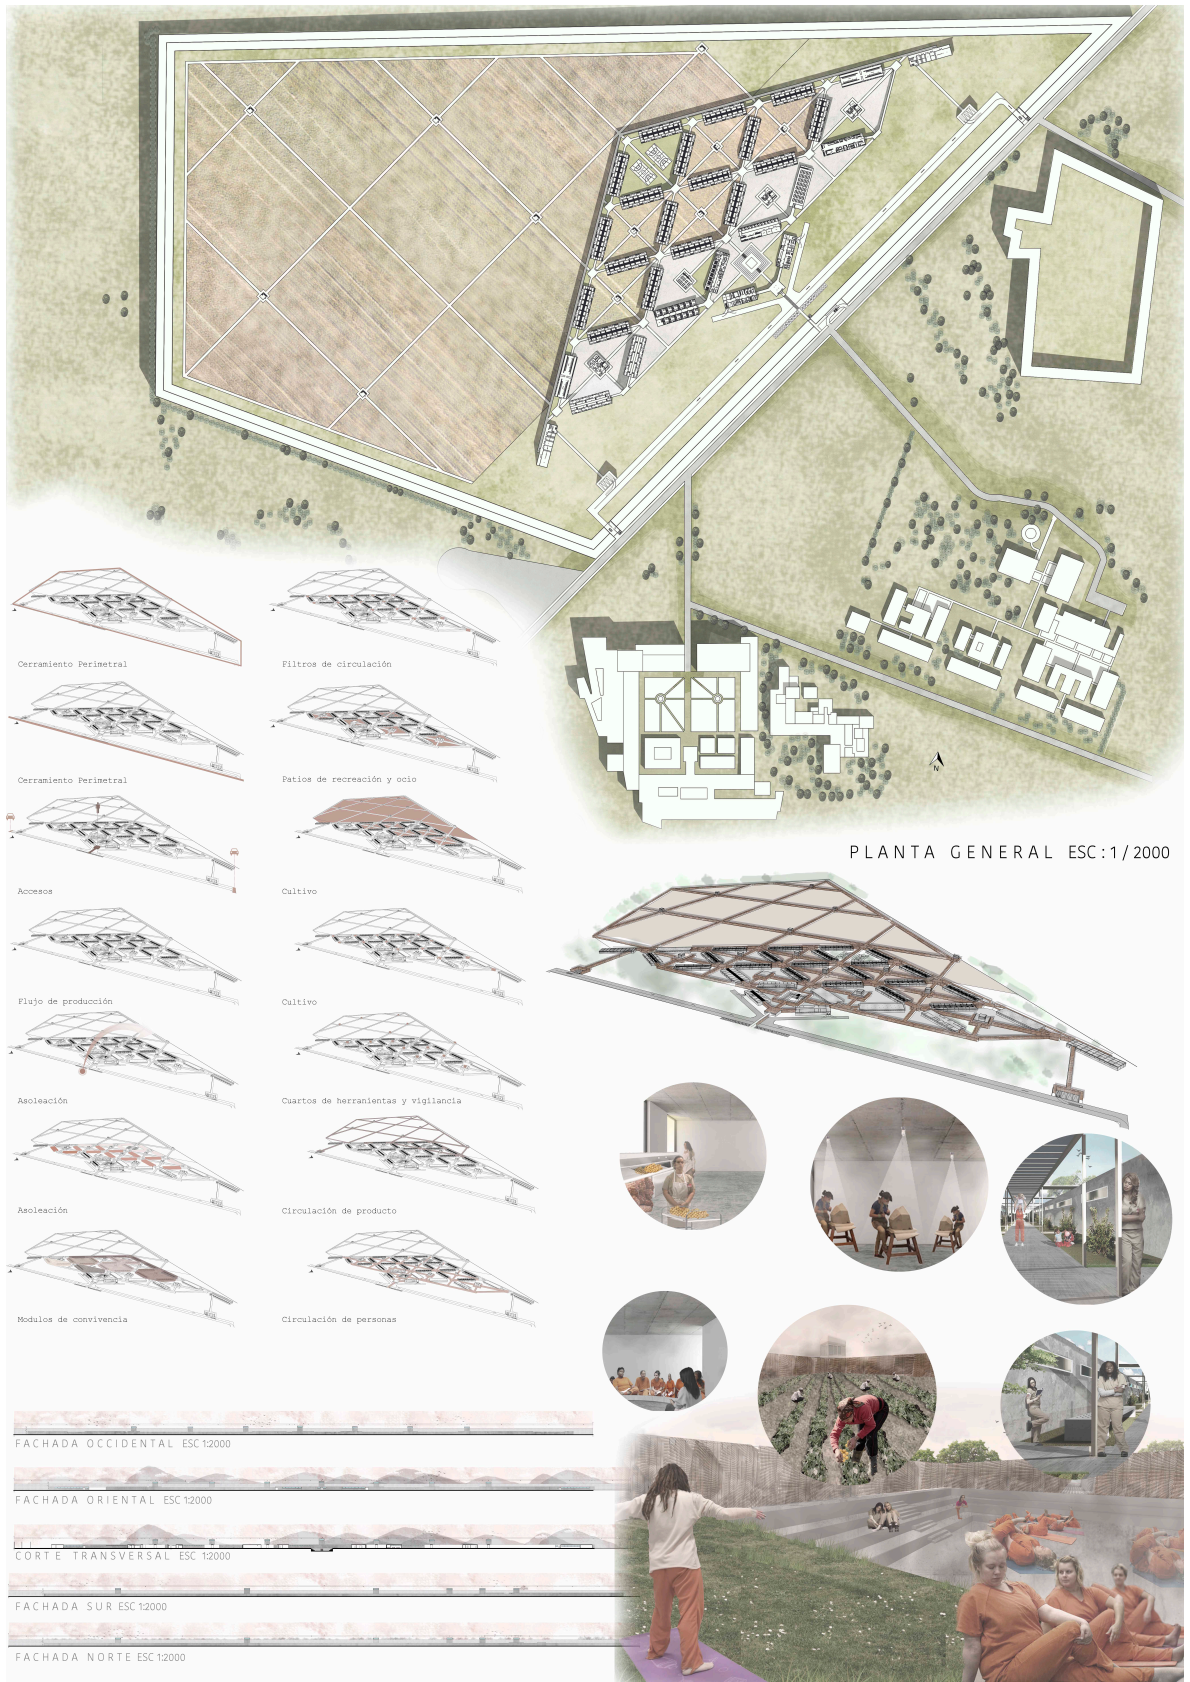 N
PLANTA GENERAL ESC:1/2000
Cerramiento Perimetral
Filtros de circulación
Cerramiento Perimetral
Patios de recreación y ocio
Accesos
Cultivo
Flujo de producción
Cultivo
Asoleación
Cuartos de herranientas y vigilancia
Asoleación
Circulación de producto
Modulos de convivencia
Circulación de personas
FACHADA OCCIDENTAL ESC 1:2000
FACHADA ORIENTAL ESC 1:2000
CORTE TRANSVERSAL ESC 1:2000
FACHADA SUR ESC 1:2000
FACHADA NORTE ESC 1:2000